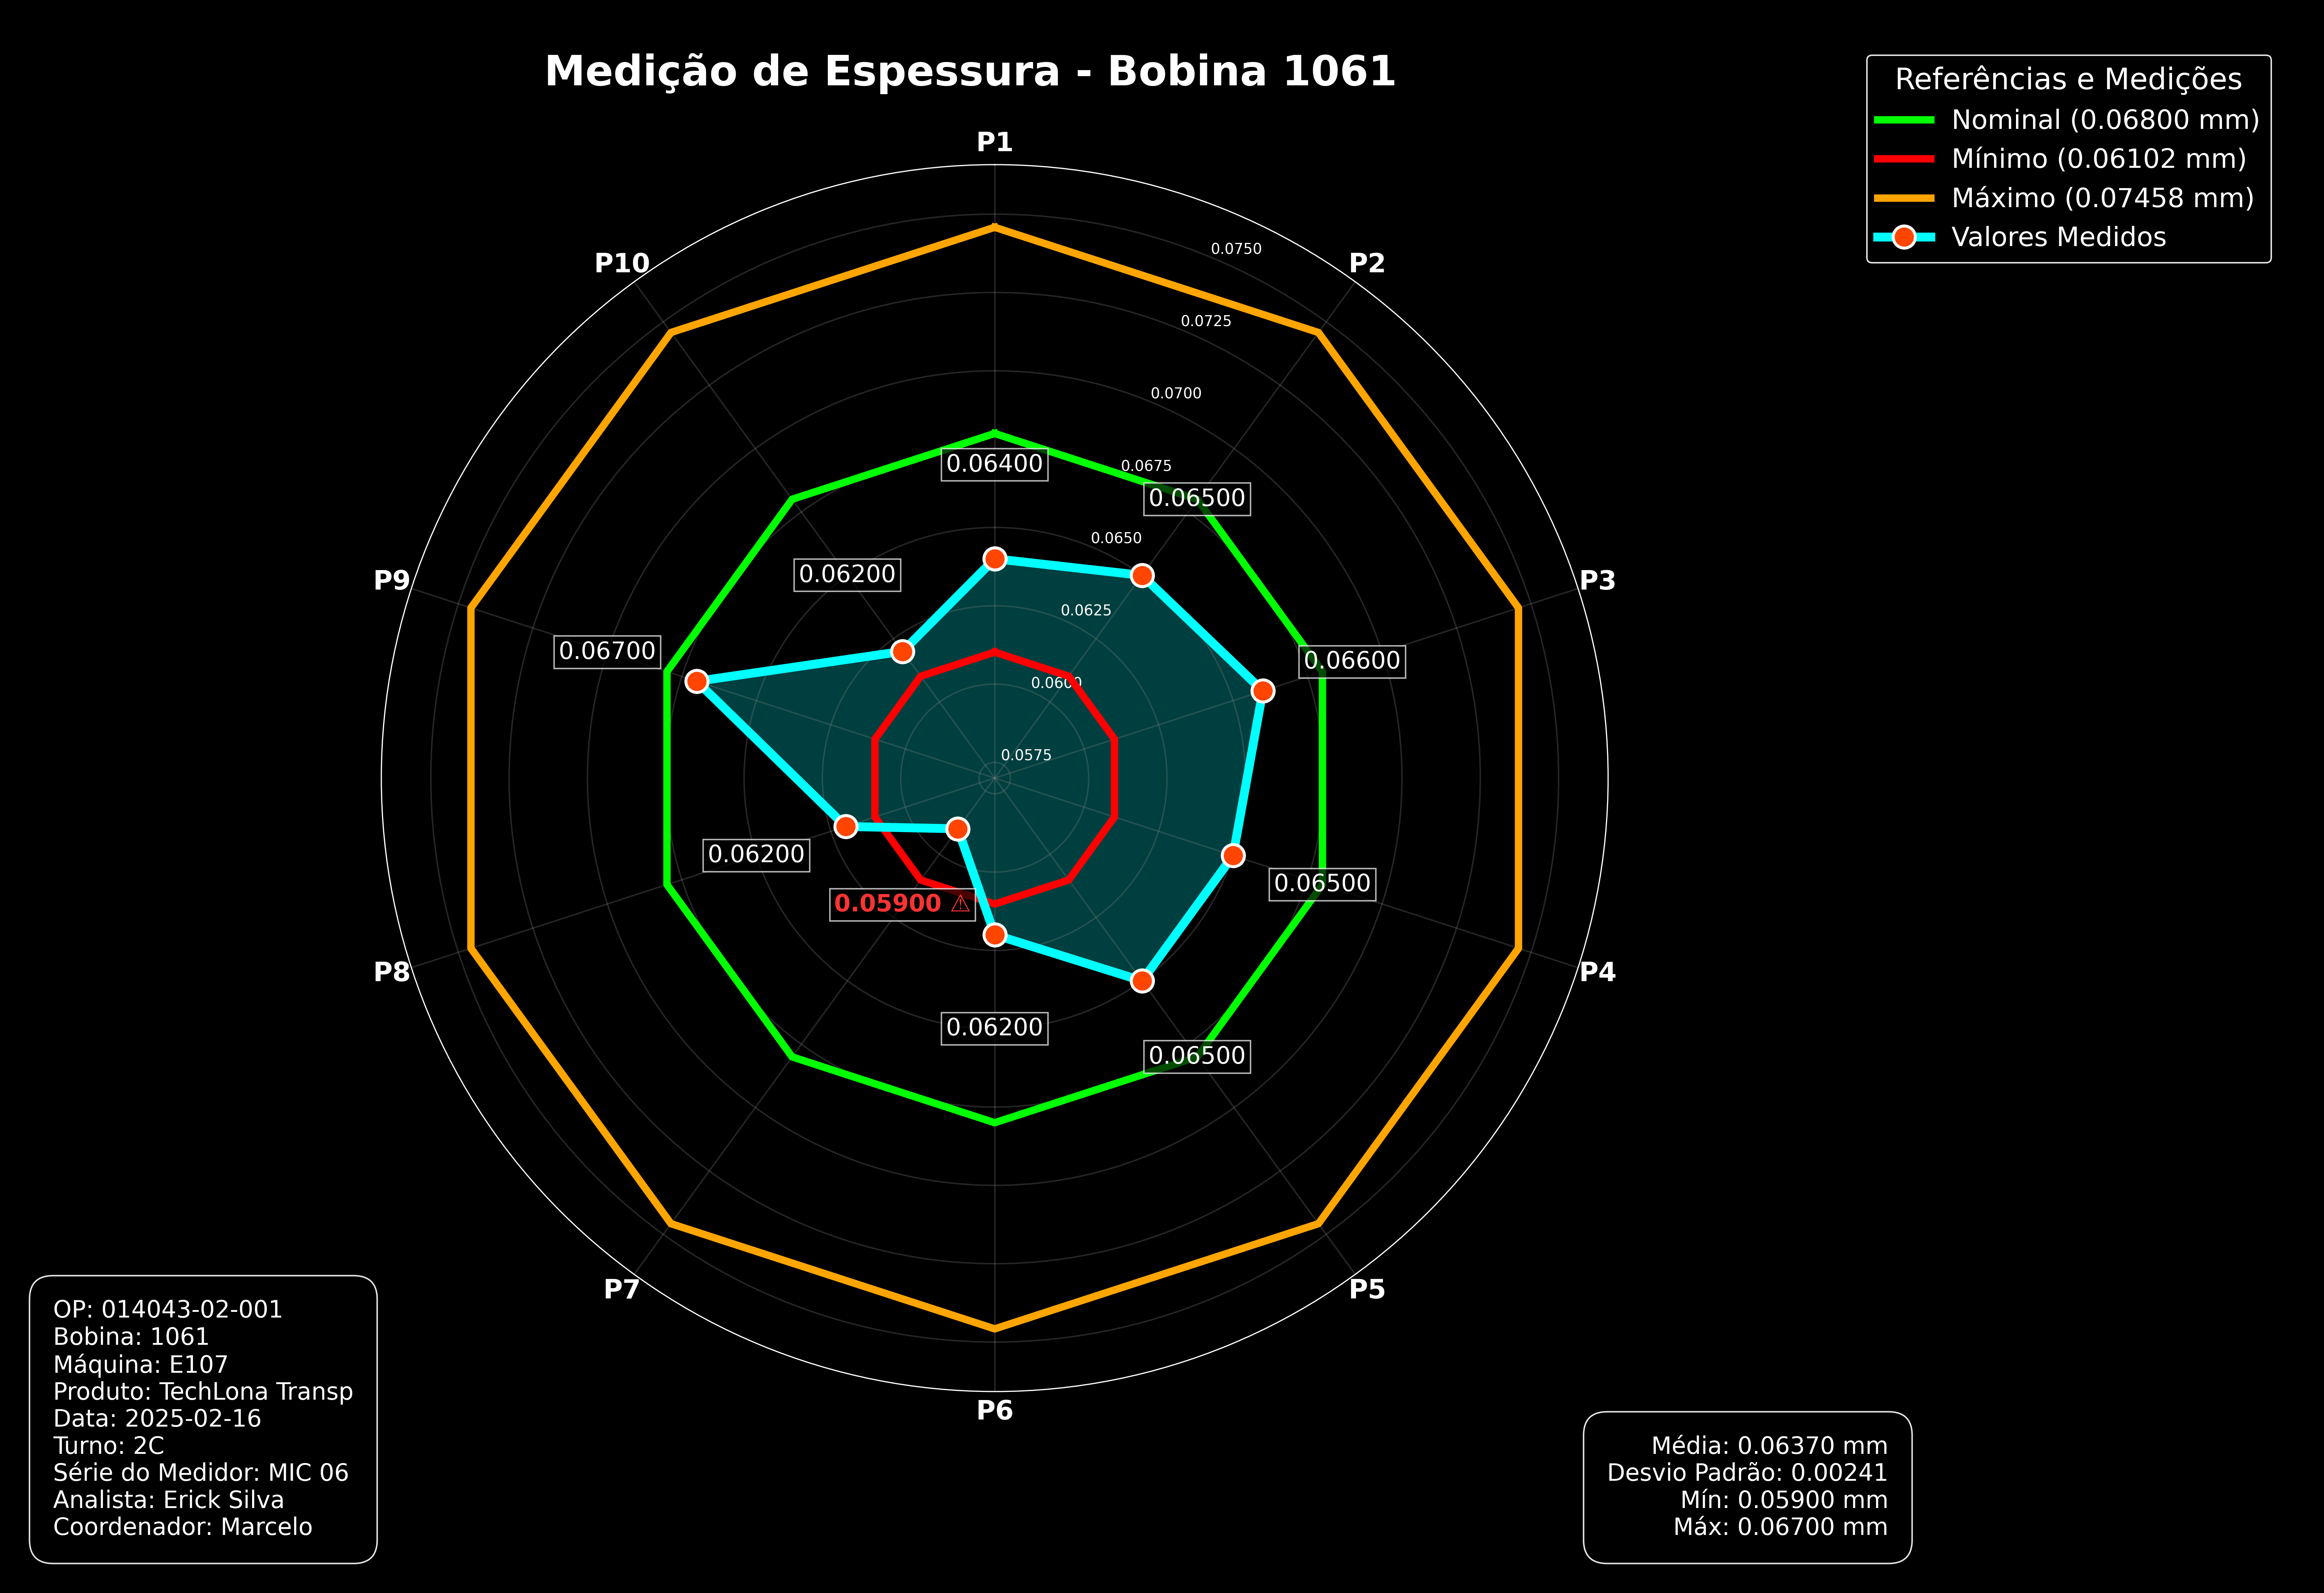 Medição de Espessura - Bobina 1061
Referências e Medições
Nominal (0.06800 mm)
Mínimo (0.06102 mm)
Máximo (0.07458 mm)
Valores Medidos
P1
P2
P3
P4
P5
P6
P7
P8
P9
P10
0.0750
0.0725
0.0700
0.0675
0.0650
0.0625
0.0600
0.0575
0.06400
0.06500
0.06600
0.06500
0.06500
0.06200
0.05900 ⚠
0.06200
0.06700
0.06200
OP: 014043-02-001
Bobina: 1061
Máquina: E107
Produto: TechLona Transp
Data: 2025-02-16
Turno: 2C
Série do Medidor: MIC 06
Analista: Erick Silva
Coordenador: Marcelo
Média: 0.06370 mm
Desvio Padrão: 0.00241
Mín: 0.05900 mm
Máx: 0.06700 mm